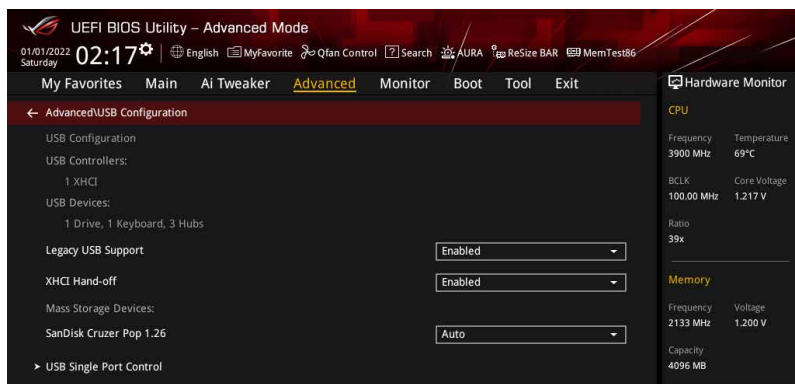 UEFI BIOS Utility – Advanced Mode
01/01/2022 Saturday 02:17 English MyFavorite Qfan Control ? Search AURA ReSize BAR MemTest86
My Favorites Main Ai Tweaker Advanced Monitor Boot Tool Exit
Hardware Monitor
← Advanced\USB Configuration
USB Configuration
USB Controllers:
1 XHCI
USB Devices:
1 Drive, 1 Keyboard, 3 Hubs
Legacy USB Support Enabled
XHCI Hand-off Enabled
Mass Storage Devices:
SanDisk Cruzer Pop 1.26 Auto
> USB Single Port Control
CPU
Frequency Temperature
3900 MHz 69°C
BCLK Core Voltage
100.00 MHz 1.217 V
Ratio
39x
Memory
Frequency Voltage
2133 MHz 1.200 V
Capacity
4096 MB